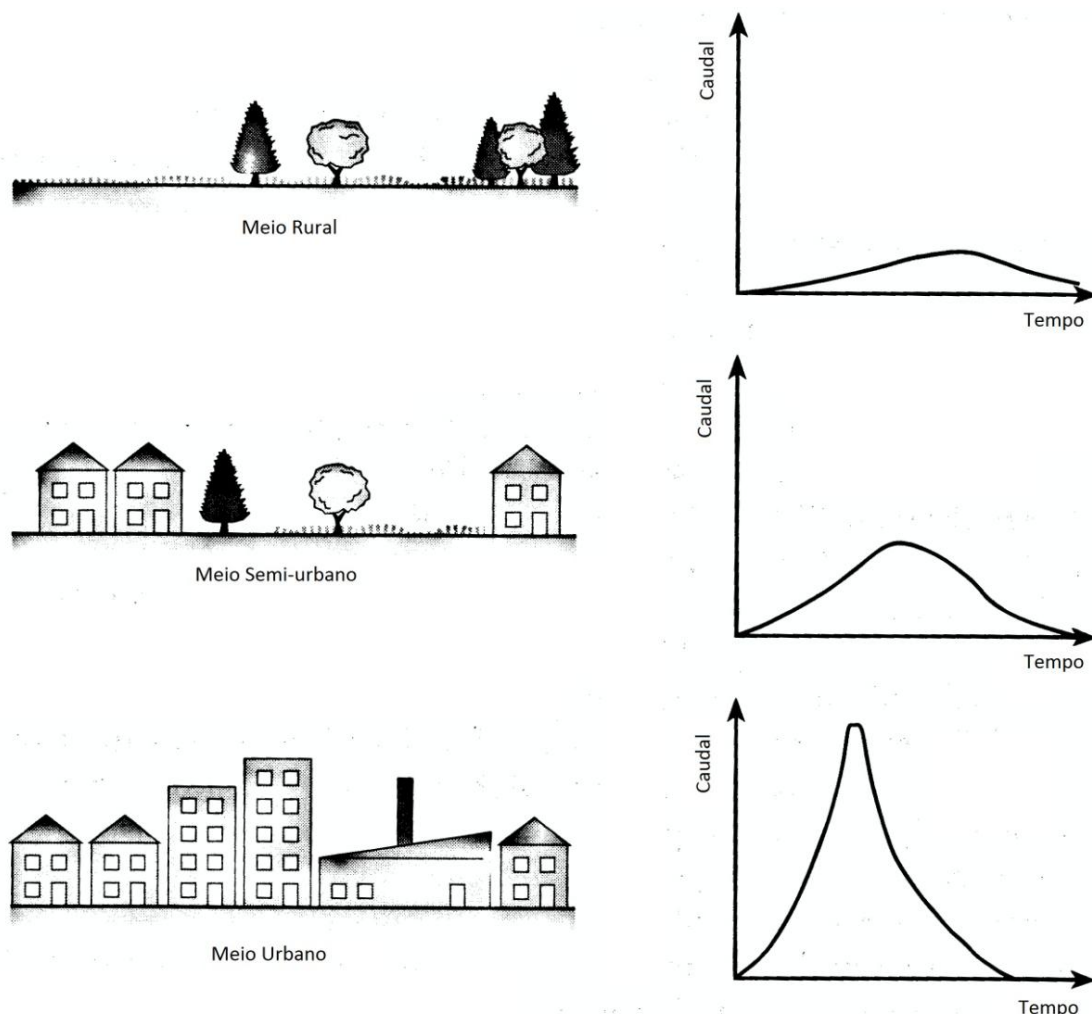 Caudal
Meio Rural
Tempo
Caudal
Meio Semi-urbano
Tempo
Caudal
Meio Urbano
Tempo